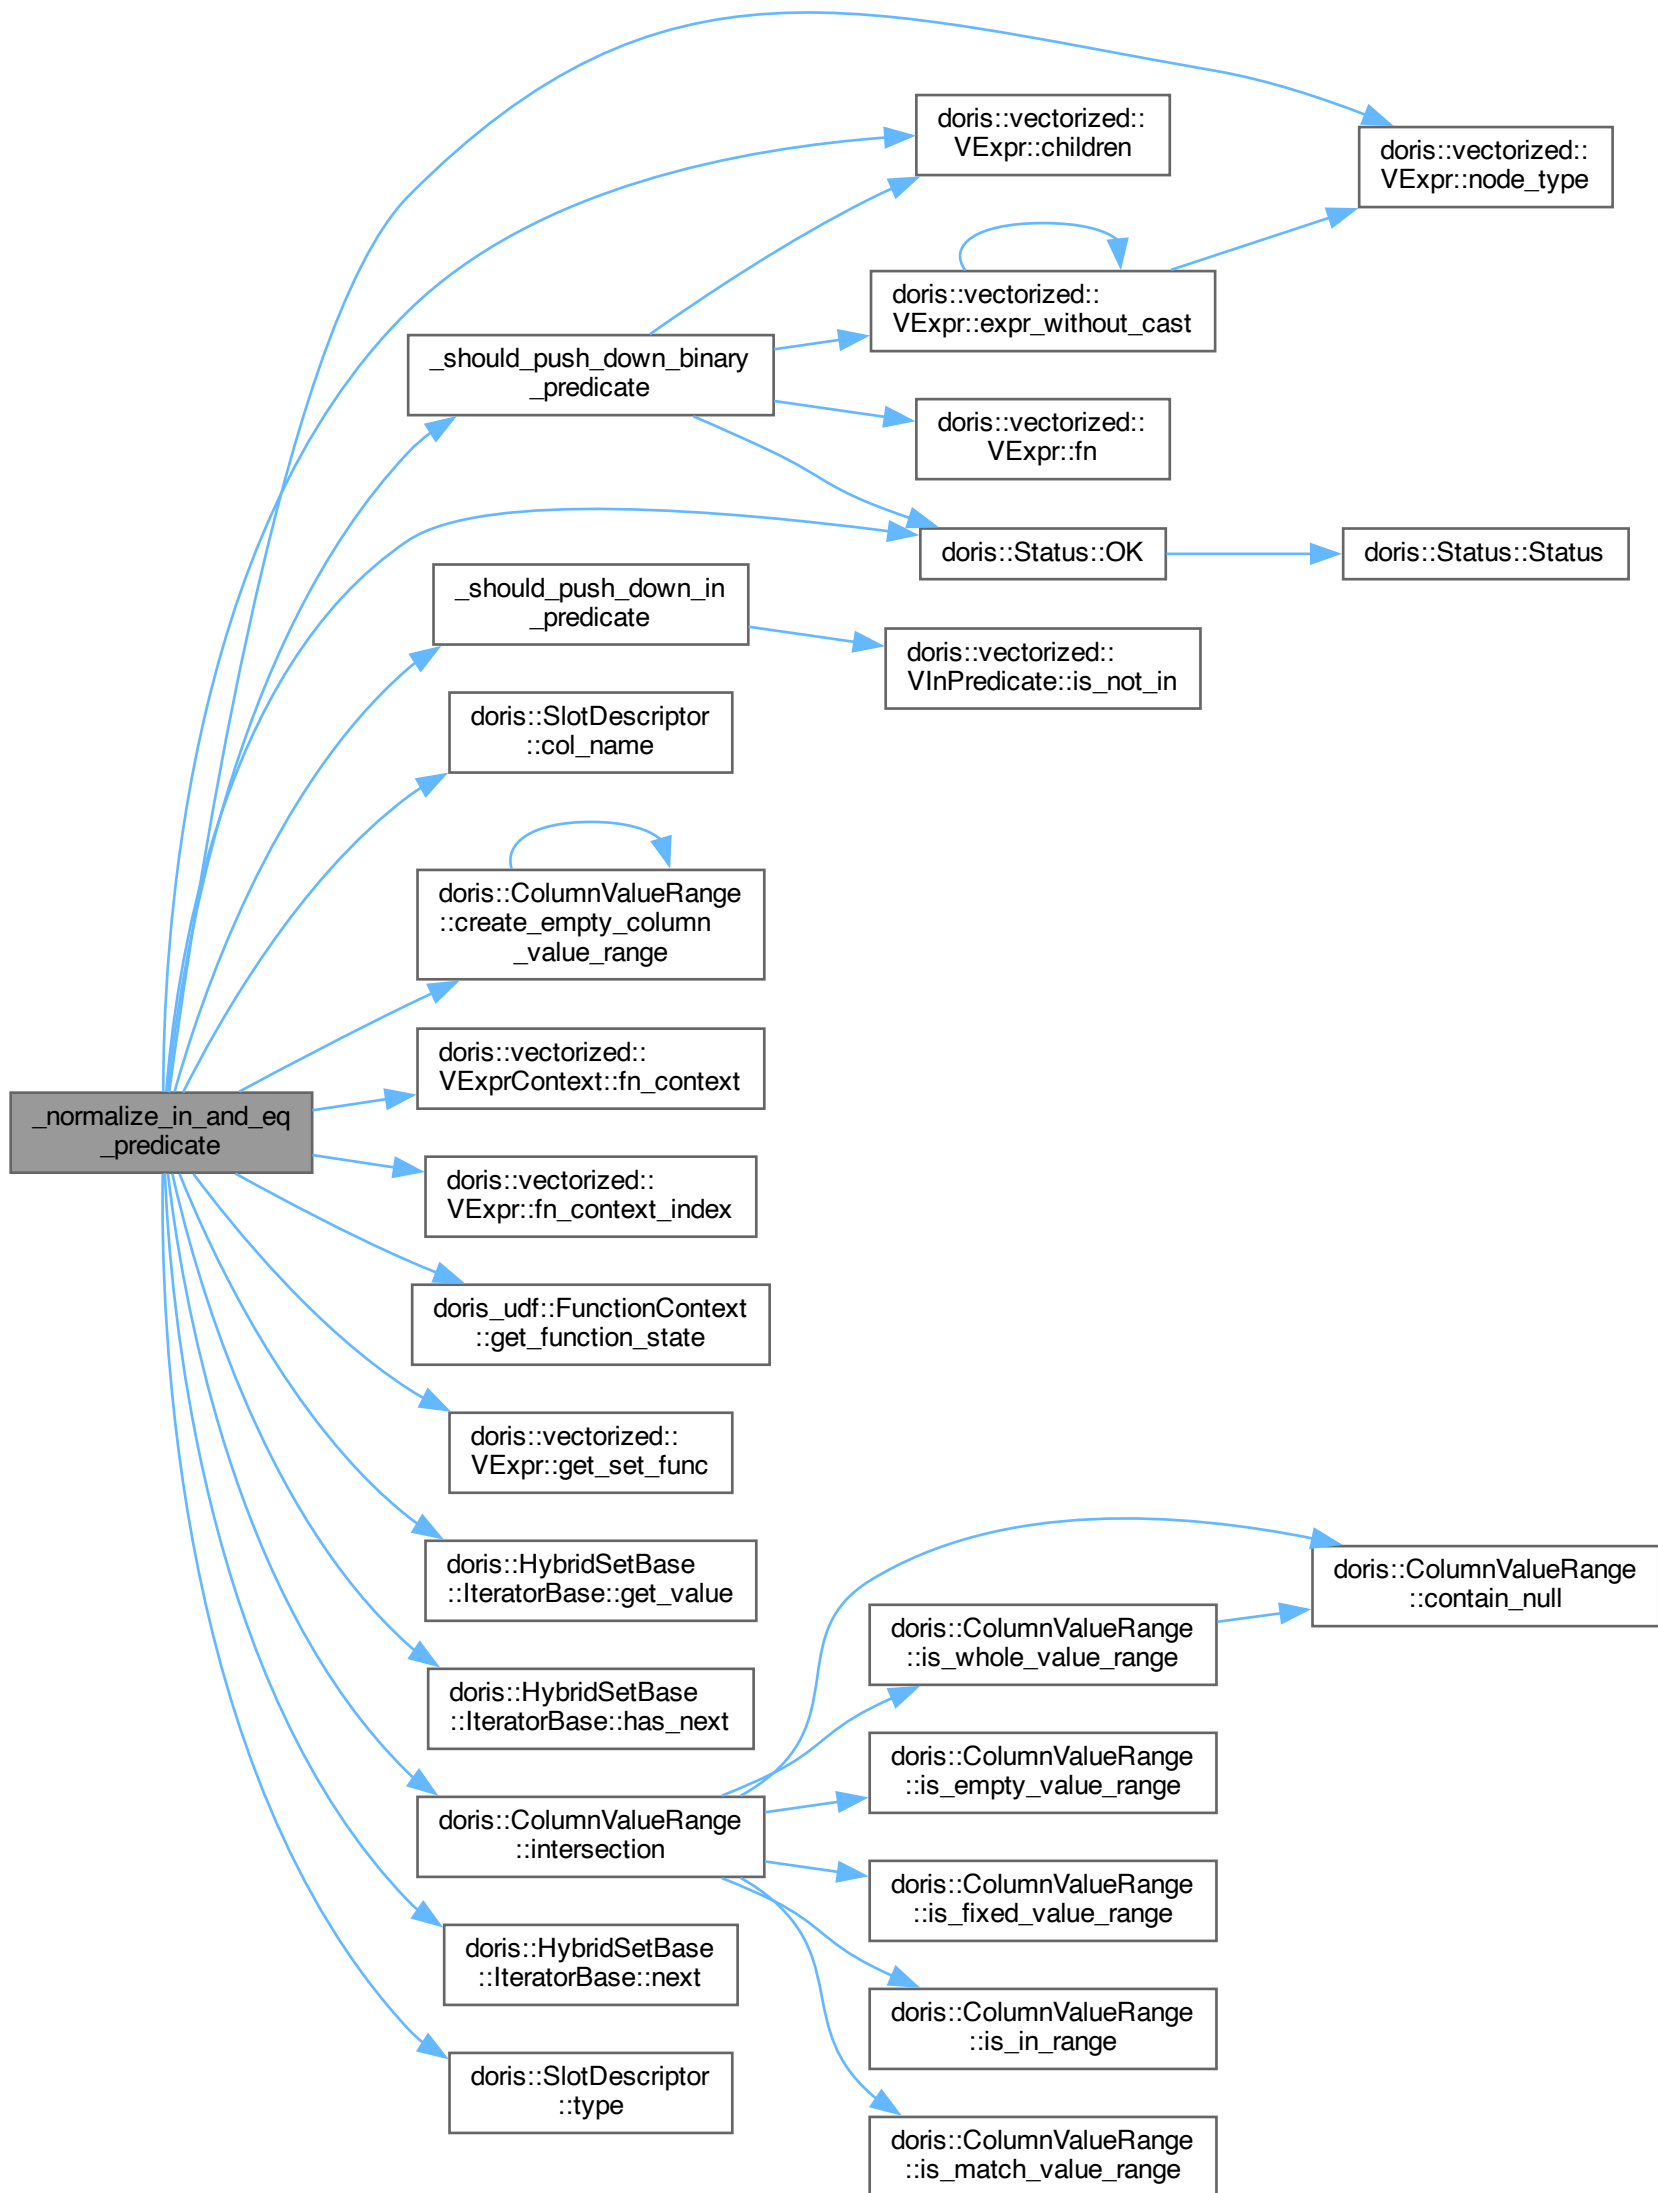 doris::vectorized::
VExpr::children
doris::vectorized::
VExpr::node_type
doris::vectorized::
VExpr::expr_without_cast
_should_push_down_binary
_predicate
doris::vectorized::
VExpr::fn
doris::Status::OK
doris::Status::Status
_should_push_down_in
_predicate
doris::vectorized::
VInPredicate::is_not_in
doris::SlotDescriptor
::col_name
doris::ColumnValueRange
::create_empty_column
_value_range
doris::vectorized::
VExprContext::fn_context
_normalize_in_and_eq
_predicate
doris::vectorized::
VExpr::fn_context_index
doris_udf::FunctionContext
::get_function_state
doris::vectorized::
VExpr::get_set_func
doris::HybridSetBase
::IteratorBase::get_value
doris::ColumnValueRange
::contain_null
doris::ColumnValueRange
::is_whole_value_range
doris::HybridSetBase
::IteratorBase::has_next
doris::ColumnValueRange
::is_empty_value_range
doris::ColumnValueRange
::intersection
doris::ColumnValueRange
::is_fixed_value_range
doris::HybridSetBase
::IteratorBase::next
doris::ColumnValueRange
::is_in_range
doris::SlotDescriptor
::type
doris::ColumnValueRange
::is_match_value_range